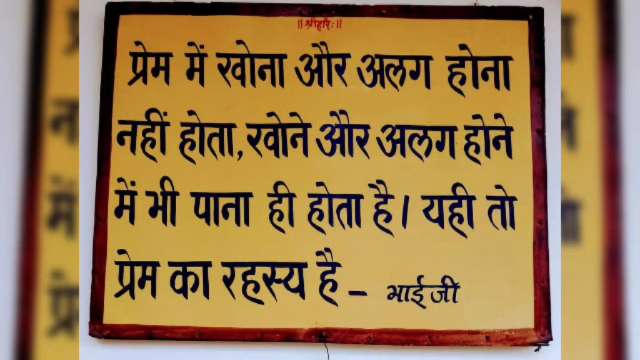 ॥श्रीहरिः॥
प्रेम में खोना और अलग होना
नहीं होता, खोने और अलग होने
में भी पाना ही होता है। यही तो
प्रेम का रहस्य है – भाईजी